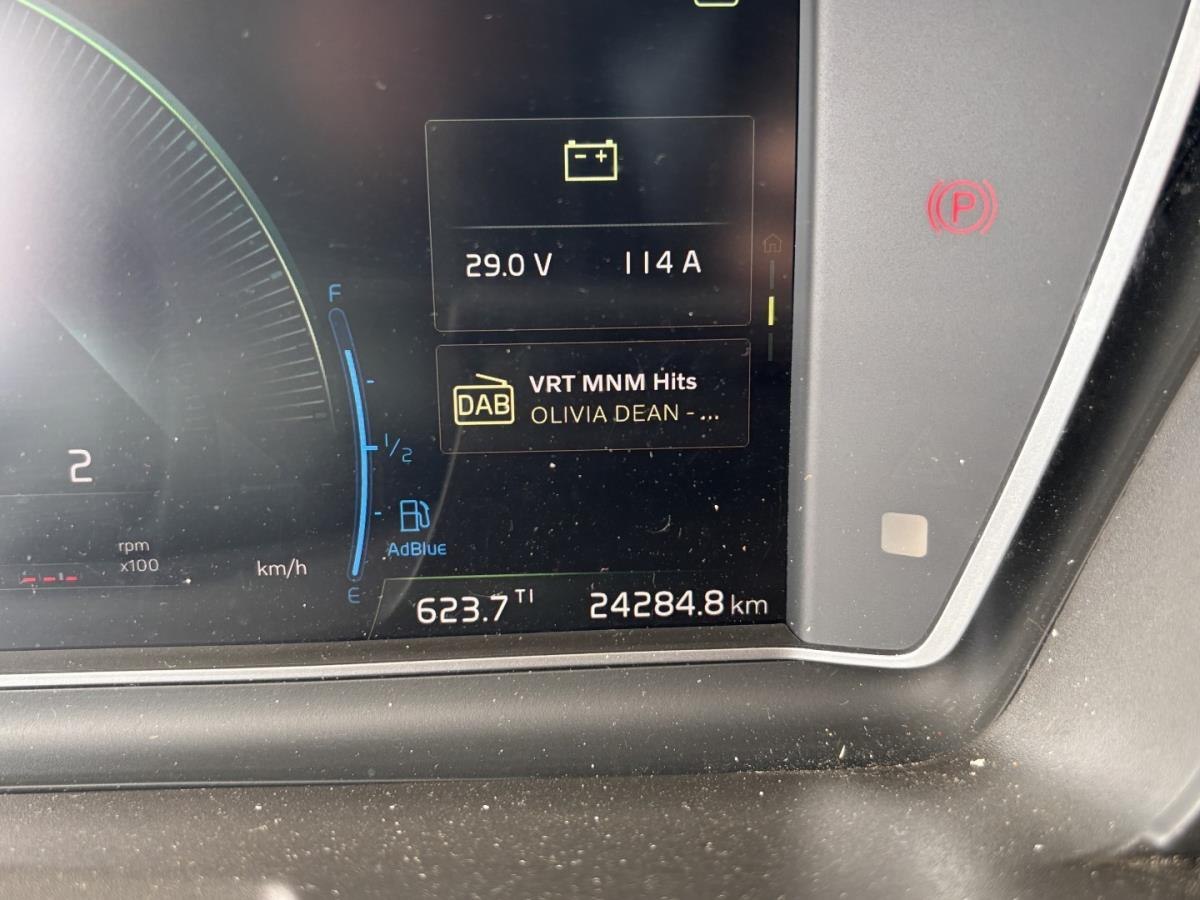 - +
29.0 V 114 A
P
F
VRT MNM Hits
DAB
OLIVIA DEAN - ...
1/2
2
AdBlue
rpm
x100
km/h
E
623.7 T1 24284.8 km